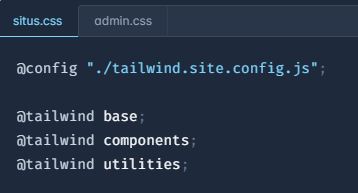 situs.css admin.css
@config "./tailwind.site.config.js";
@tailwind base;
@tailwind components;
@tailwind utilities;